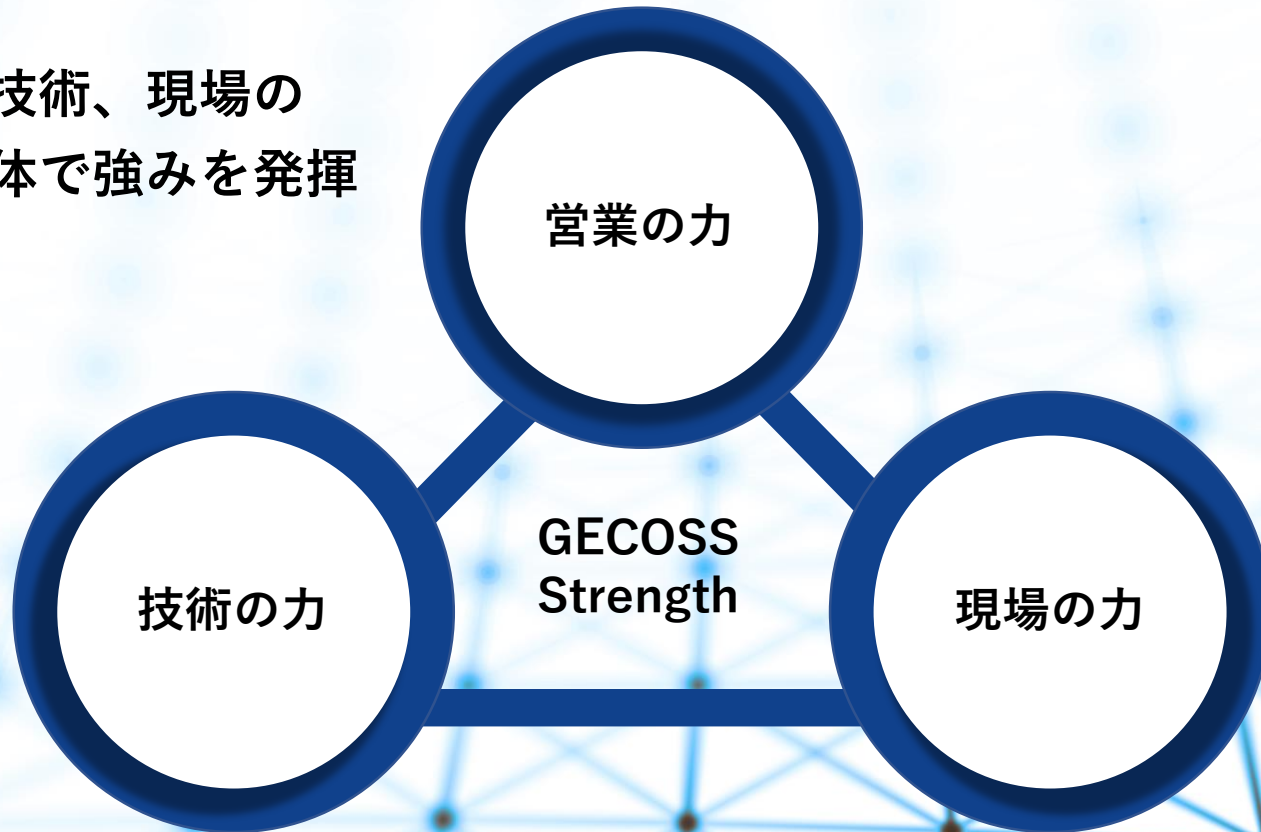 技術、現場の
体で強みを発揮
営業の力
GECOSS
Strength
技術の力
現場の力